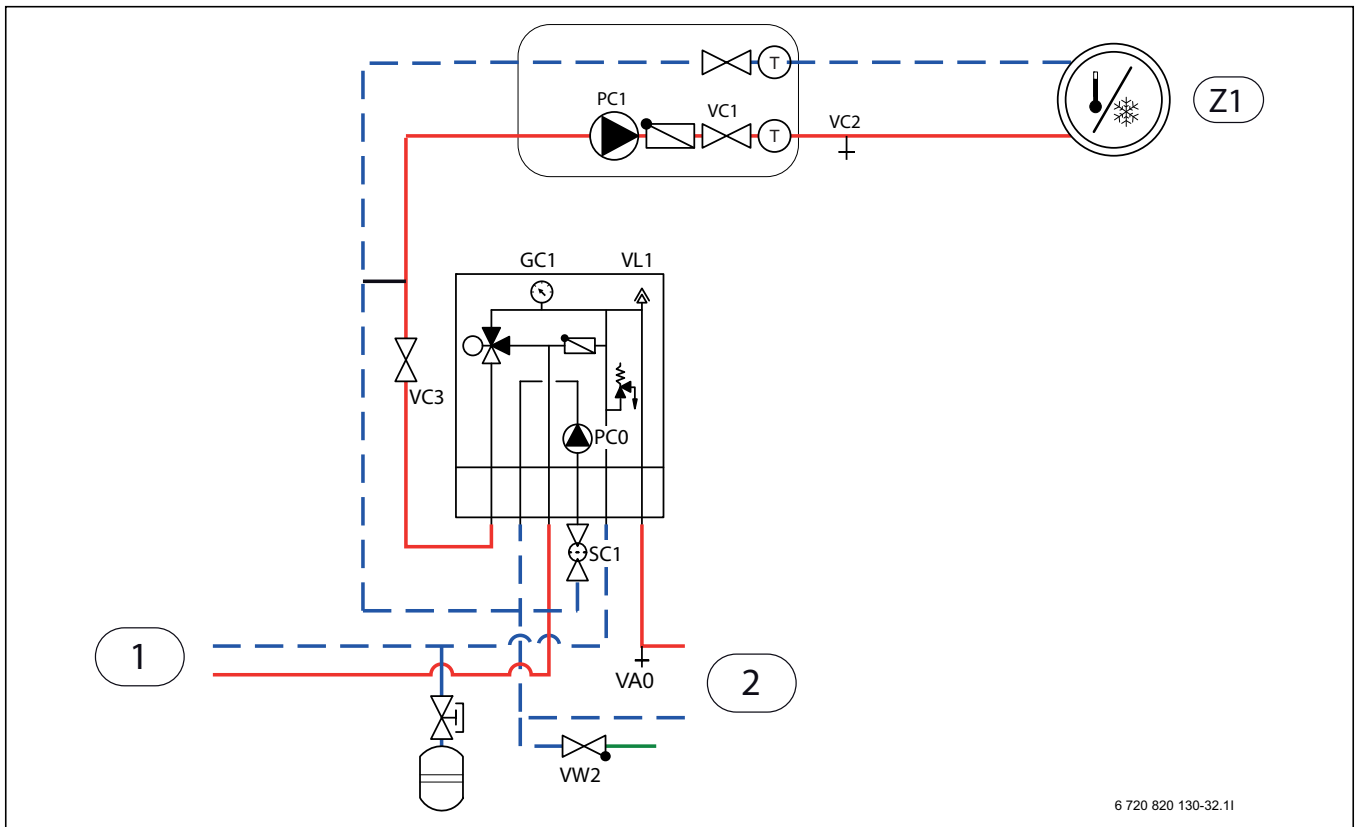 T
Z1
PC1
VC1
T
VC2
GC1
VL1
VC3
PC0
SC1
1
VA0
2
VW2
6 720 820 130-32.1I